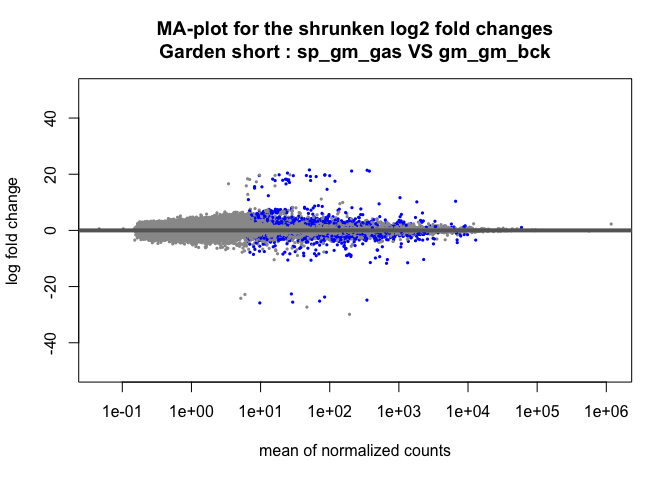 MA-plot for the shrunken log2 fold changes
Garden short : sp_gm_gas VS gm_gm_bck
40
20
0
-20
-40
log fold change
1e-01 1e+00 1e+01 1e+02 1e+03 1e+04 1e+05 1e+06
mean of normalized counts